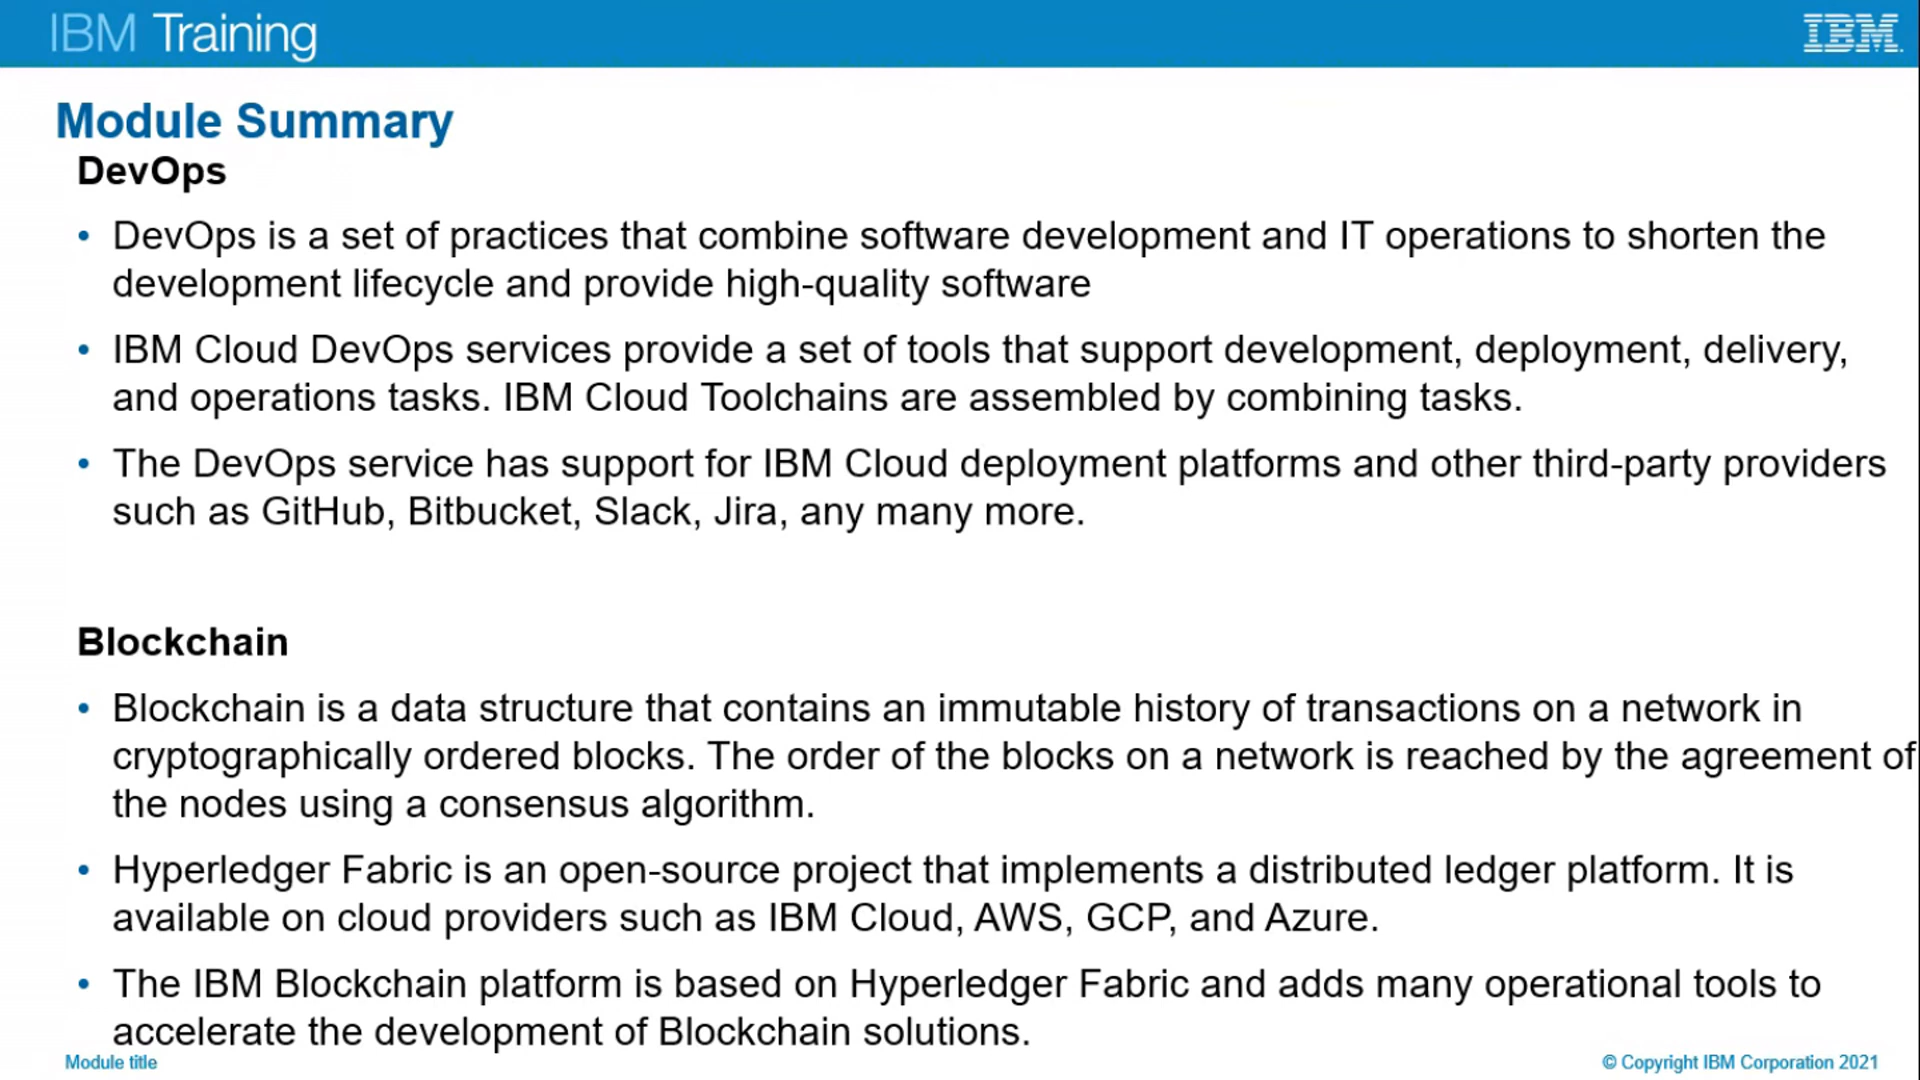 IBM Training
IBM
Module Summary
DevOps
• DevOps is a set of practices that combine software development and IT operations to shorten the
development lifecycle and provide high-quality software
• IBM Cloud DevOps services provide a set of tools that support development, deployment, delivery,
and operations tasks. IBM Cloud Toolchains are assembled by combining tasks.
• The DevOps service has support for IBM Cloud deployment platforms and other third-party providers
such as GitHub, Bitbucket, Slack, Jira, any many more.
Blockchain
• Blockchain is a data structure that contains an immutable history of transactions on a network in
cryptographically ordered blocks. The order of the blocks on a network is reached by the agreement of
the nodes using a consensus algorithm.
• Hyperledger Fabric is an open-source project that implements a distributed ledger platform. It is
available on cloud providers such as IBM Cloud, AWS, GCP, and Azure.
• The IBM Blockchain platform is based on Hyperledger Fabric and adds many operational tools to
accelerate the development of Blockchain solutions.
Module title
© Copyright IBM Corporation 2021